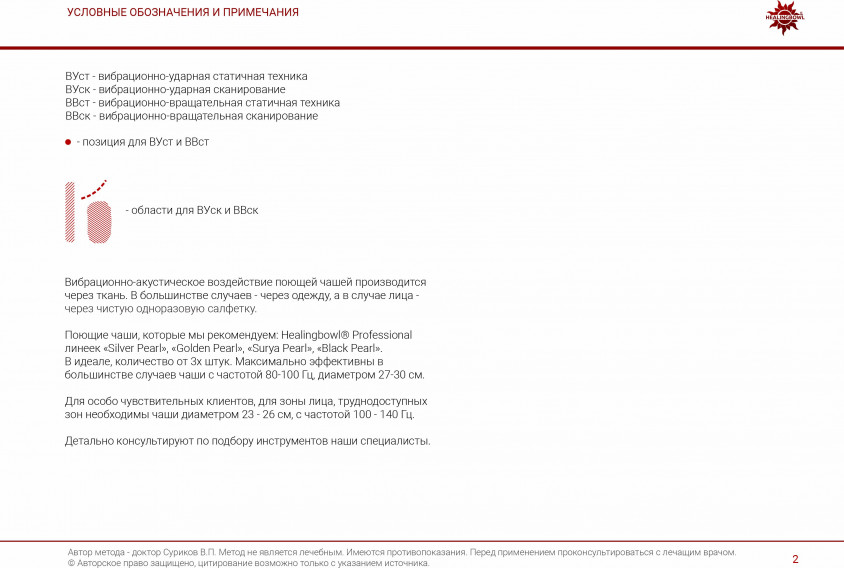 УСЛОВНЫЕ ОБОЗНАЧЕНИЯ И ПРИМЕЧАНИЯ
HEALINGBOWL
ВУст - вибрационно-ударная статичная техника
ВУск - вибрационно-ударная сканирование
ВВст - вибрационно-вращательная статичная техника
ВВск - вибрационно-вращательная сканирование
- позиция для ВУст и ВВст
- области для ВУск и ВВск
Вибрационно-акустическое воздействие поющей чашей производится
через ткань. В большинстве случаев - через одежду, а в случае лица -
через чистую одноразовую салфетку.
Поющие чаши, которые мы рекомендуем: Healingbowl® Professional
линеек «Silver Pearl», «Golden Pearl», «Surya Pearl», «Black Pearl».
В идеале, количество от 3х штук. Максимально эффективны в
большинстве случаев чаши с частотой 80-100 Гц, диаметром 27-30 см.
Для особо чувствительных клиентов, для зоны лица, труднодоступных
зон необходимы чаши диаметром 23 - 26 см, с частотой 100 - 140 Гц.
Детально консультируют по подбору инструментов наши специалисты.
Автор метода - доктор Суриков В.П. Метод не является лечебным. Имеются противопоказания. Перед применением проконсультироваться с лечащим врачом.
© Авторское право защищено, цитирование возможно только с указанием источника.
2